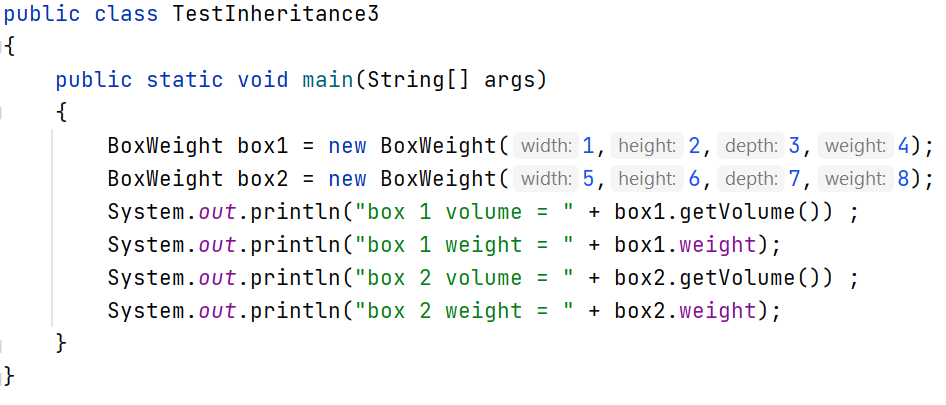 public class TestInheritance3
{
    public static void main(String[] args)
    {
        BoxWeight box1 = new BoxWeight( width: 1, height: 2, depth: 3, weight: 4);
        BoxWeight box2 = new BoxWeight( width: 5, height: 6, depth: 7, weight: 8);
        System.out.println("box 1 volume = " + box1.getVolume()) ;
        System.out.println("box 1 weight = " + box1.weight);
        System.out.println("box 2 volume = " + box2.getVolume()) ;
        System.out.println("box 2 weight = " + box2.weight);
    }
}